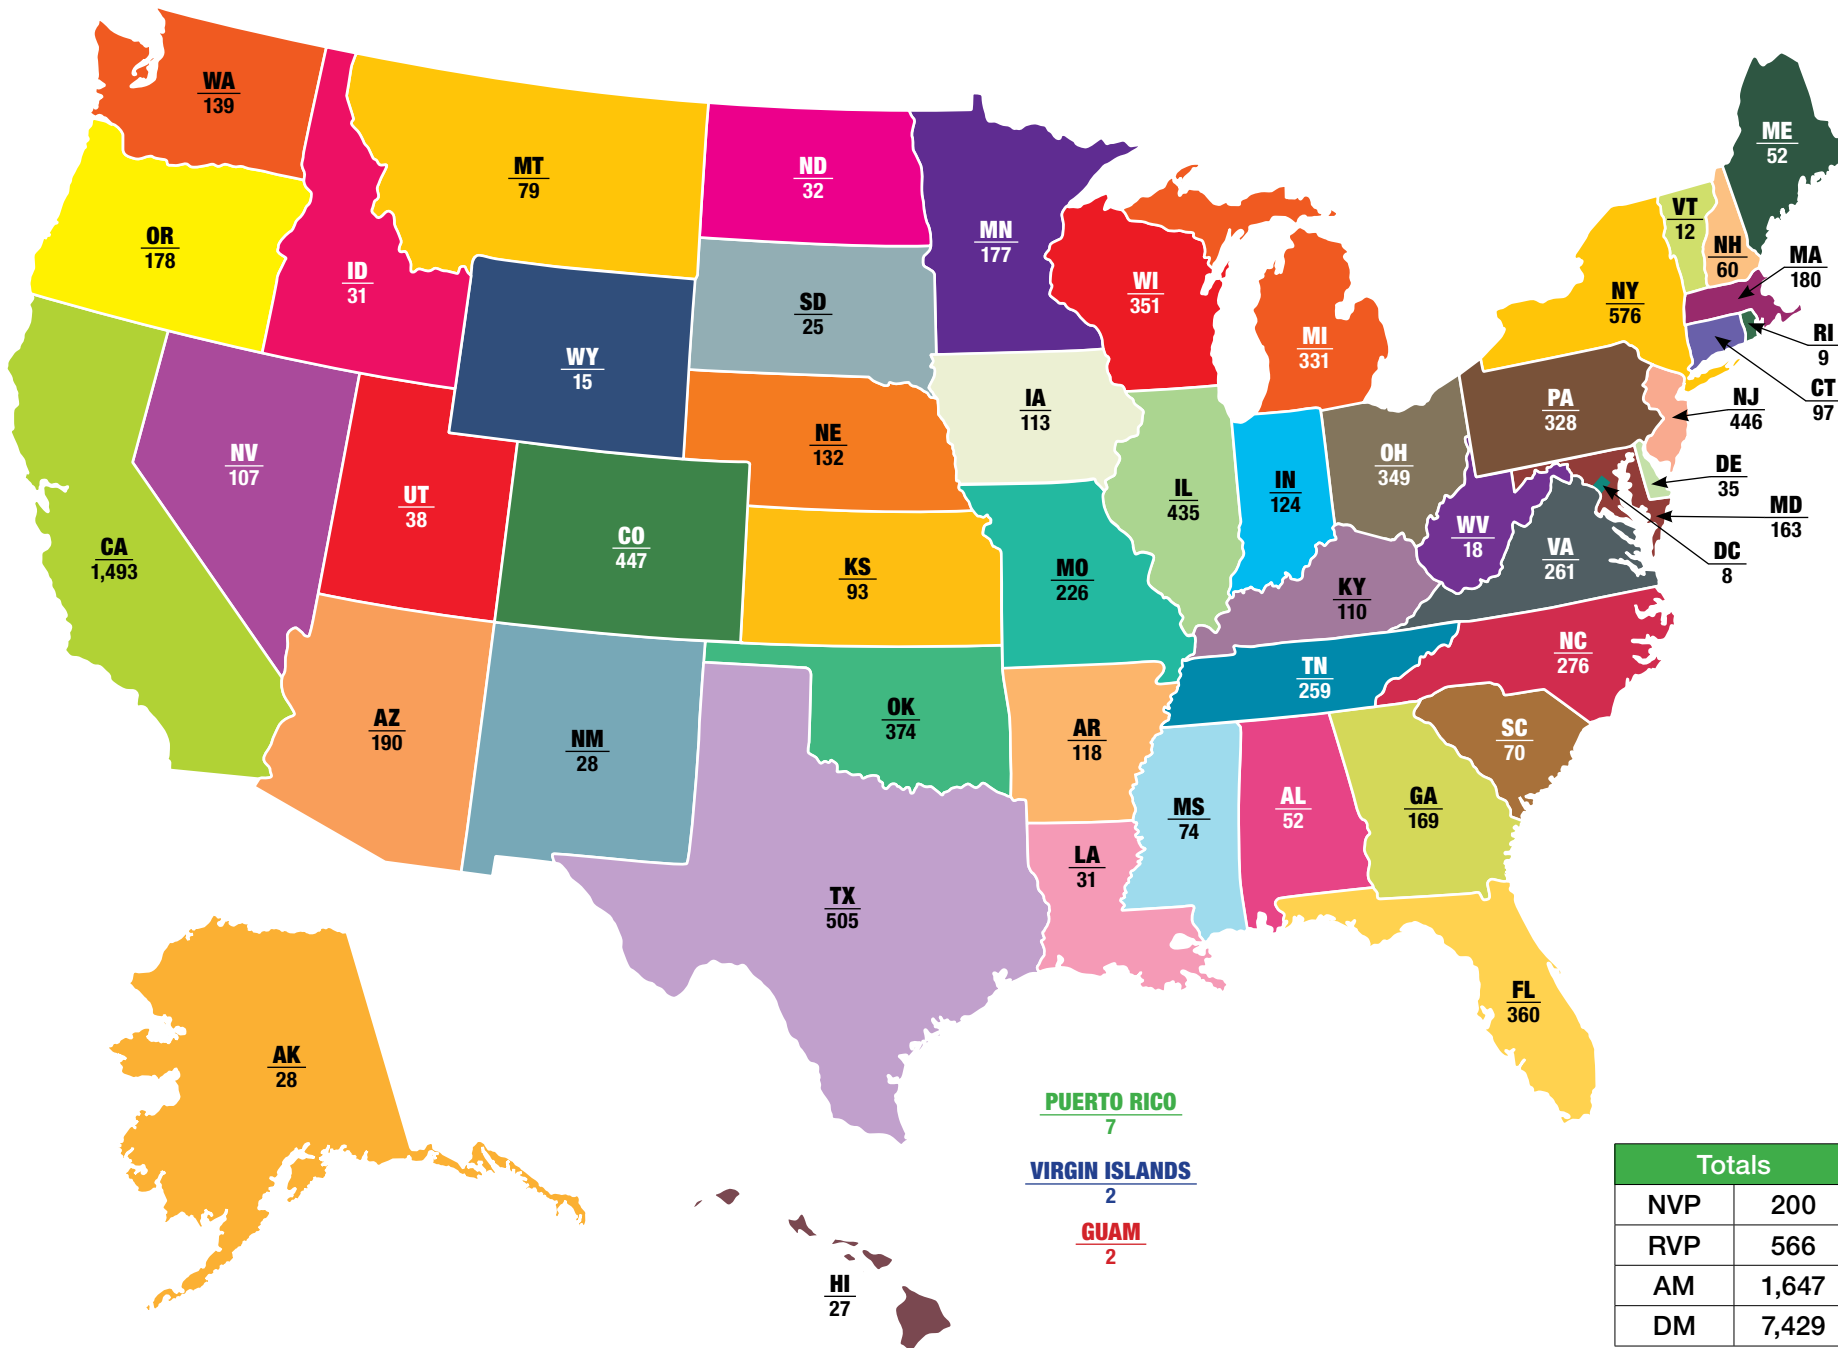 WA
139
OR
178
CA
1,493
ID
31
NV
107
MT
79
WY
15
UT
38
CO
447
AZ
190
NM
28
ND
32
SD
25
NE
132
KS
93
OK
374
TX
505
MN
177
IA
113
MO
226
AR
118
LA
31
WI
351
IL
435
MI
331
IN
124
OH
349
KY
110
TN
259
MS
74
AL
52
GA
169
FL
360
SC
70
NC
276
VA
261
WV
18
PA
328
NY
576
VT
12
NH
60
ME
52
MA
180
RI
9
CT
97
NJ
446
DE
35
MD
163
DC
8
AK
28
HI
27
PUERTO RICO
7
VIRGIN ISLANDS
2
GUAM
2
Totals
NVP 200
RVP 566
AM 1,647
DM 7,429